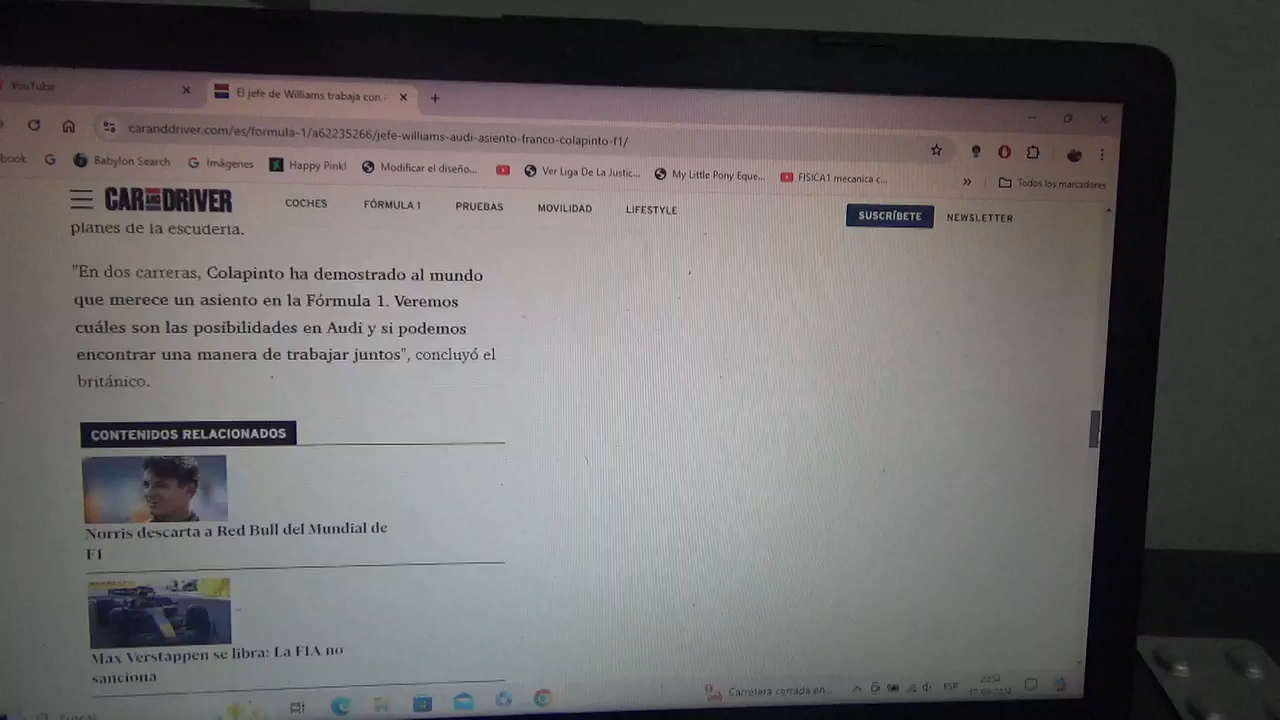 YouTube
El jefe de Williams trabaja con
caranddriver.com/es/formula-1/a62235266/jefe-williams-audi-asiento-franco-colapinto-f1/
book
Babylon Search
Imágenes
Happy Pink!
Modificar el diseño...
Ver Liga De La Justic...
My Little Pony Eque...
FISICA1 mecanica c...
»
Todos los marcadores
CAR AND DRIVER
COCHES
FÓRMULA 1
PRUEBAS
MOVILIDAD
LIFESTYLE
SUSCRÍBETE
NEWSLETTER
planes de la escudería.
"En dos carreras, Colapinto ha demostrado al mundo
que merece un asiento en la Fórmula 1. Veremos
cuáles son las posibilidades en Audi y si podemos
encontrar una manera de trabajar juntos", concluyó el
británico.
CONTENIDOS RELACIONADOS
Norris descarta a Red Bull del Mundial de
F1
Max Verstappen se libra: La FIA no
sanciona
Carretera cerrada en...
ESP